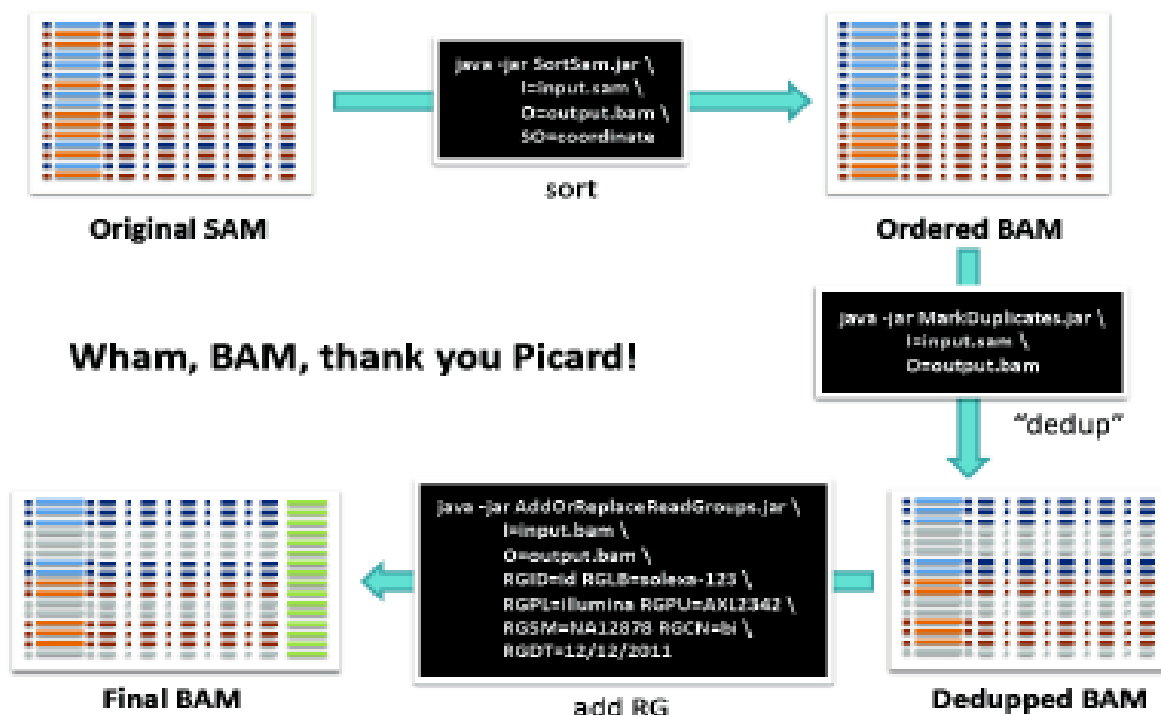 java -jar SortSam.jar \
I=input.sam \
O=output.bam \
SO=coordinate
sort
Original SAM
Ordered BAM
java -jar MarkDuplicates.jar \
I=input.sam \
O=output.bam
Wham, BAM, thank you Picard!
"dedup"
java -jar AddOrReplaceReadGroups.jar \
I=input.bam \
O=output.bam \
RGID=id RGLB=solexa-123 \
RGPL=illumina RGPU=AXL2342 \
RGSM=NA12878 RGCN=bi \
RGDT=12/12/2011
Final BAM
add RG
Dedupped BAM